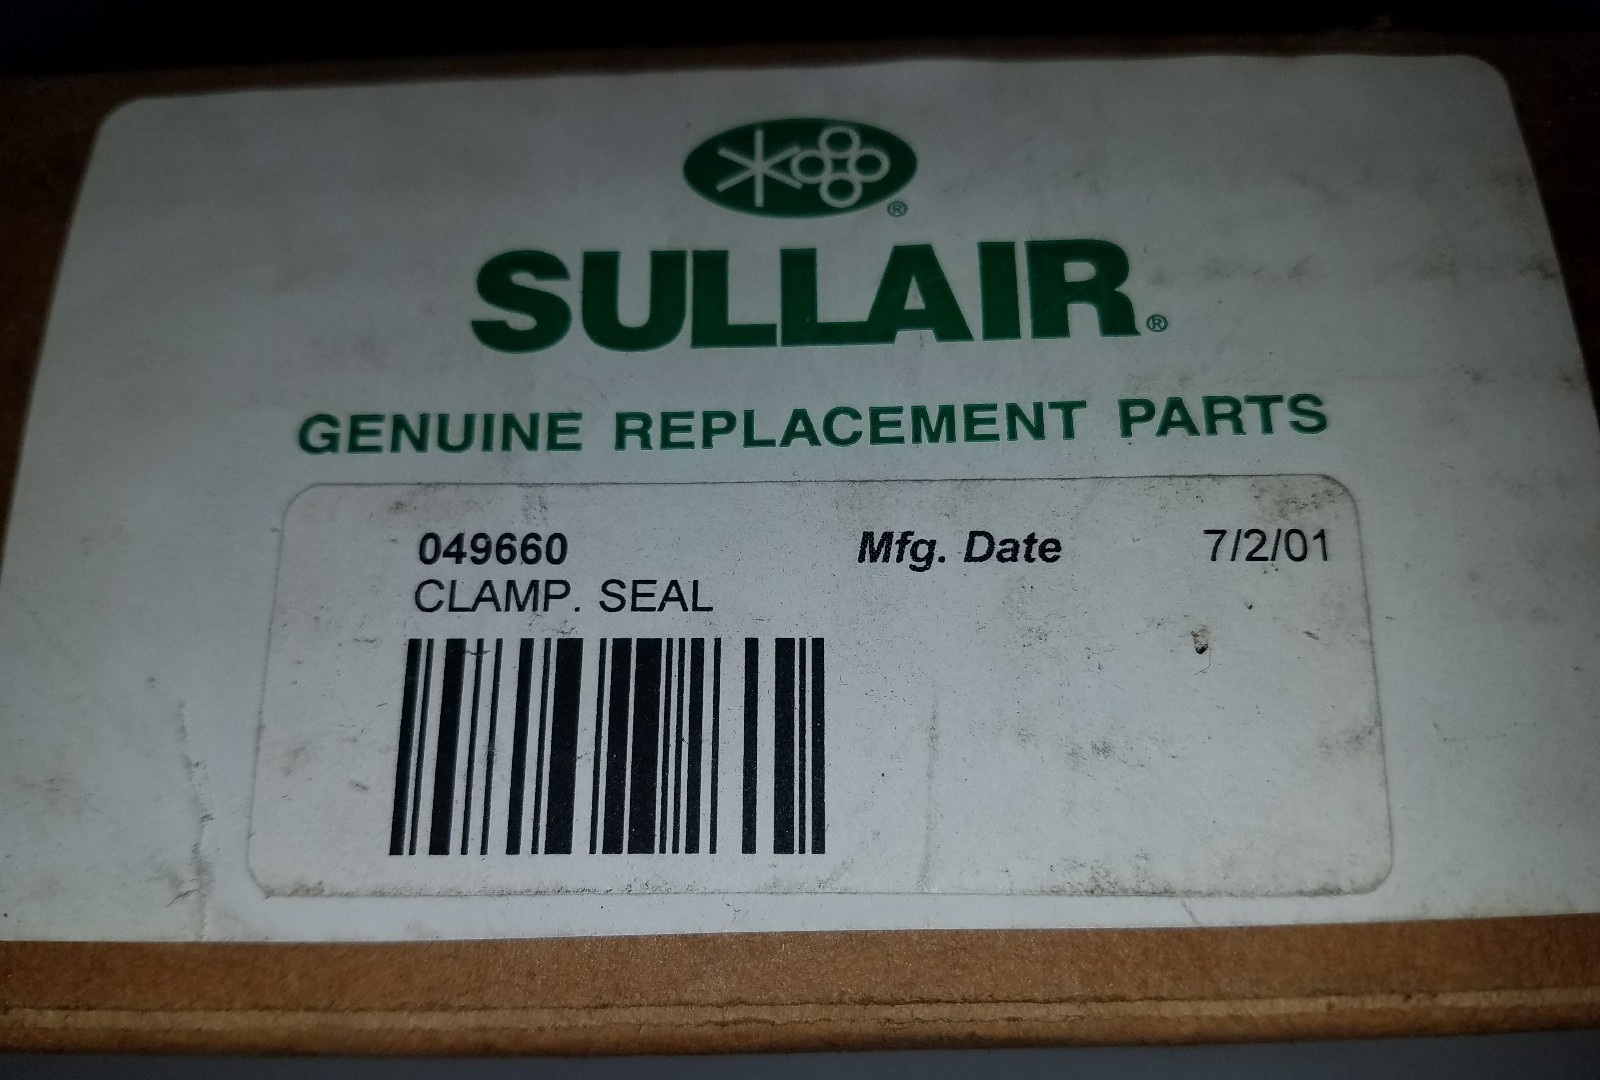 ®
SULLAIR®
GENUINE REPLACEMENT PARTS
049660 Mfg. Date 7/2/01
CLAMP. SEAL